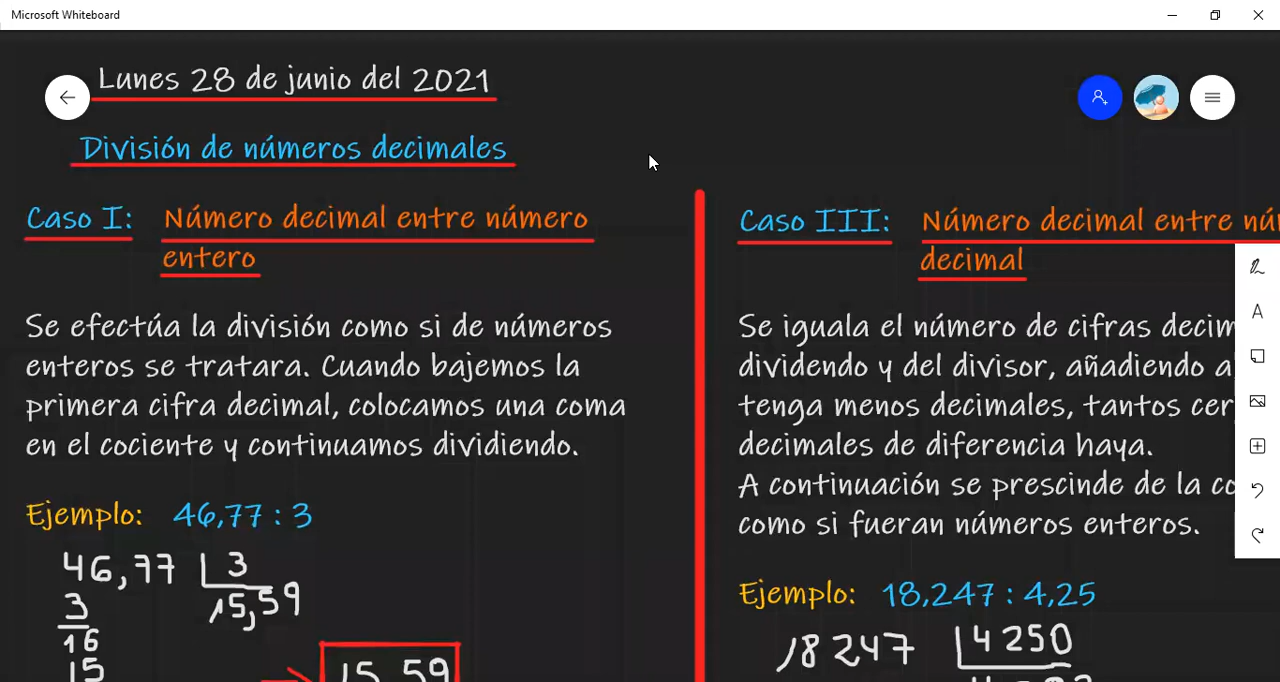 Microsoft Whiteboard
Lunes 28 de junio del 2021
División de números decimales
Caso I: Número decimal entre número
entero
Se efectúa la división como si de números
enteros se tratara. Cuando bajemos la
primera cifra decimal, colocamos una coma
en el cociente y continuamos dividiendo.
Ejemplo: 46,77 : 3
46,77 3
3 15,59
16
15
15,59
Caso III: Número decimal entre nú
decimal
Se iguala el número de cifras decim
dividendo y del divisor, añadiendo a
tenga menos decimales, tantos cer
decimales de diferencia haya.
A continuación se prescinde de la co
como si fueran números enteros.
Ejemplo: 18,247 : 4,25
18247 4250